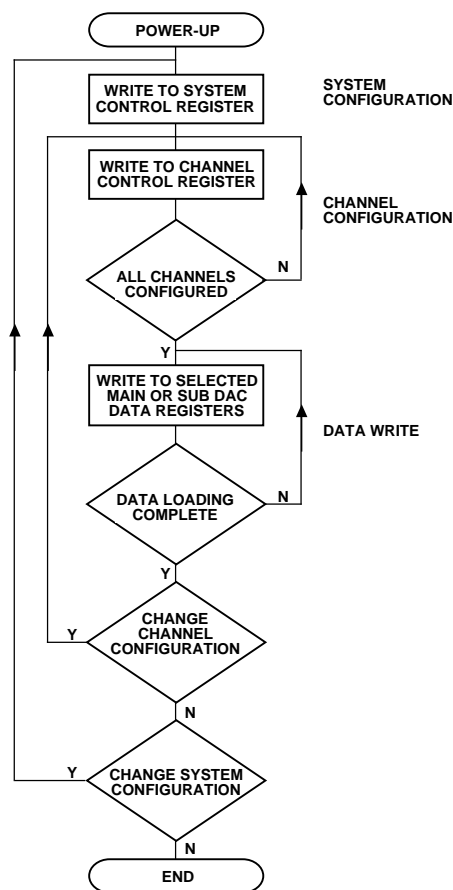 POWER-UP
WRITE TO SYSTEM
CONTROL REGISTER
SYSTEM
CONFIGURATION
WRITE TO CHANNEL
CONTROL REGISTER
CHANNEL
CONFIGURATION
ALL CHANNELS
CONFIGURED
N
Y
WRITE TO SELECTED
MAIN OR SUB DAC
DATA REGISTERS
DATA WRITE
DATA LOADING
COMPLETE
N
Y
CHANGE
CHANNEL
CONFIGURATION
Y
N
CHANGE SYSTEM
CONFIGURATION
Y
N
END